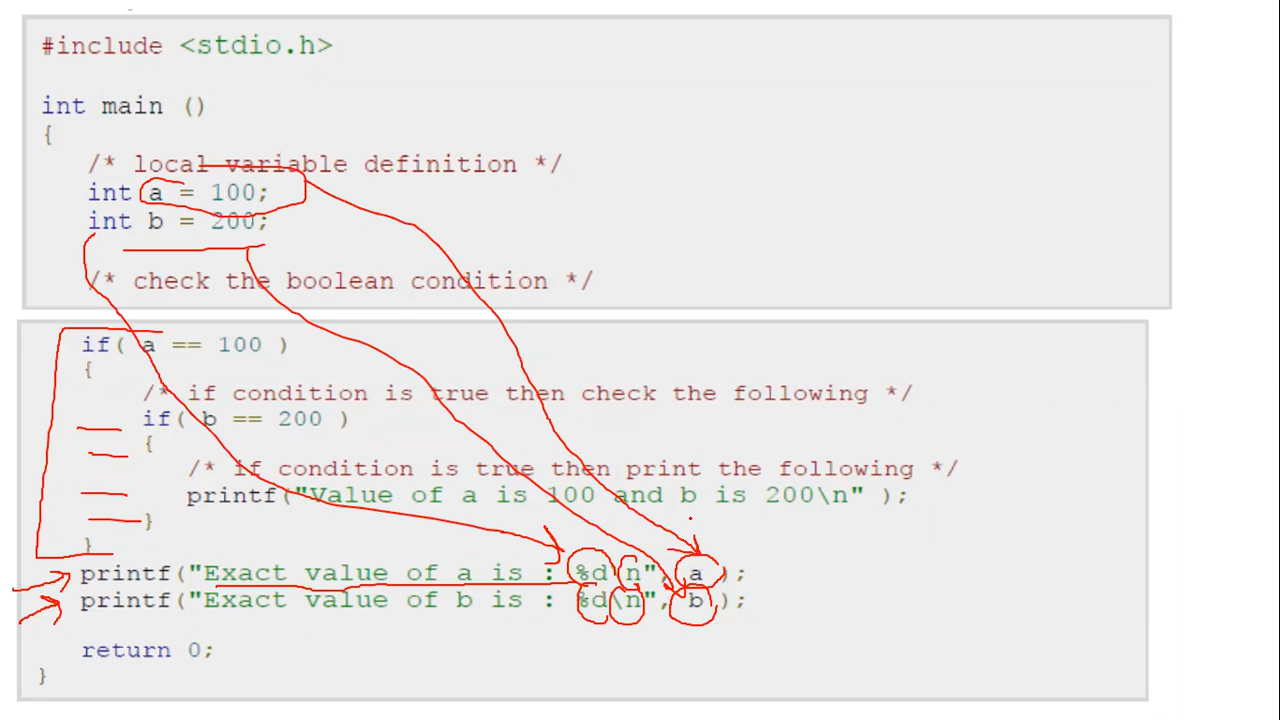 #include <stdio.h>
int main ()
{
/* local variable definition */
int a = 100;
int b = 200;
/* check the boolean condition */
if( a == 100 )
{
/* if condition is true then check the following */
if( b == 200 )
{
/* if condition is true then print the following */
printf("Value of a is 100 and b is 200\n" );
}
}
printf("Exact value of a is : %d\n", a );
printf("Exact value of b is : %d\n", b );
return 0;
}